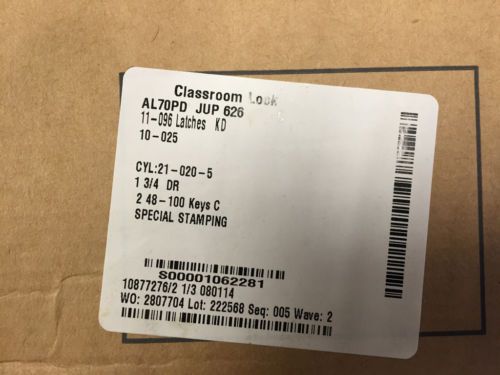 Classroom Lock
AL70PD JUP 626
11-096 Latches KD
10-025
CYL:21-020-5
1 3/4 DR
2 48-100 Keys C
SPECIAL STAMPING
S00001062281
10877276/2 1/3 080114
WO: 2807704 Lot: 222568 Seq: 005 Wave: 2